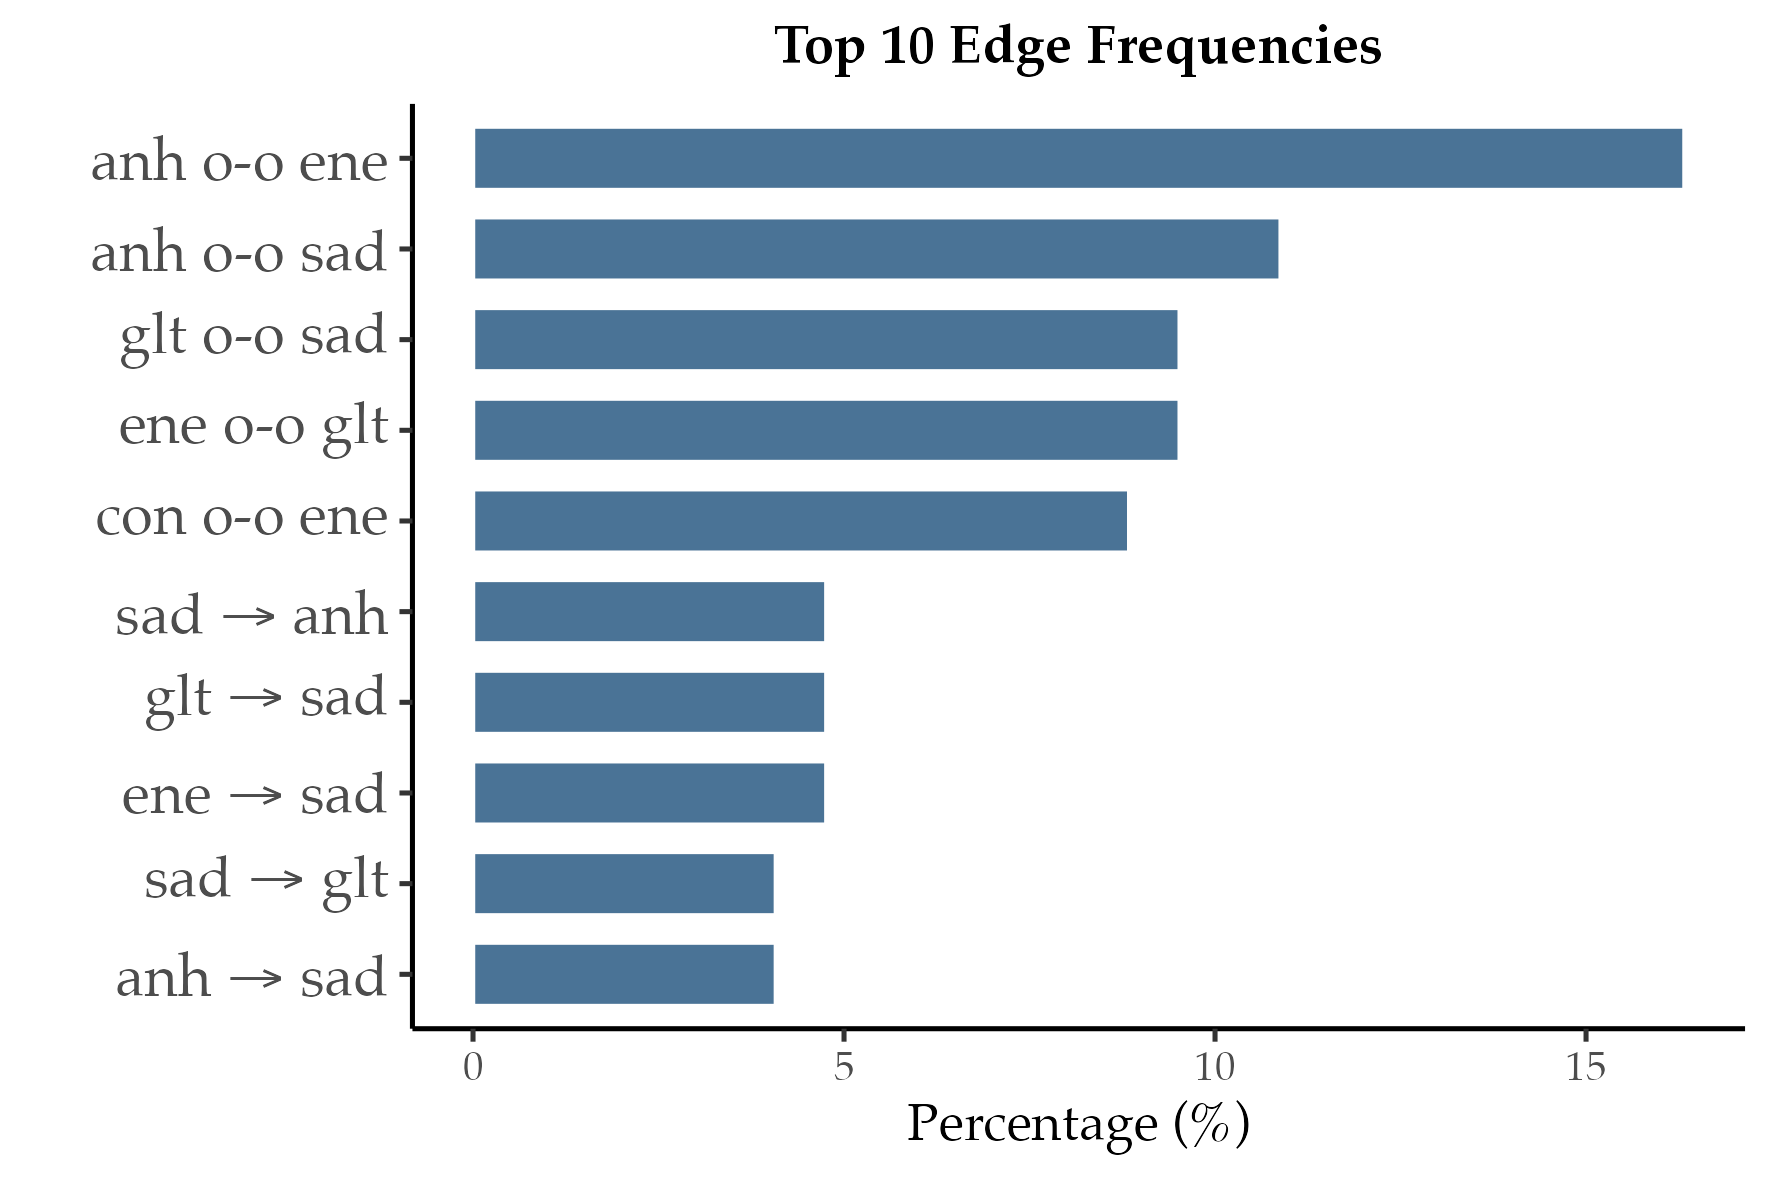 Top 10 Edge Frequencies
anh o-o ene
anh o-o sad
glt o-o sad
ene o-o glt
con o-o ene
sad → anh
glt → sad
ene → sad
sad → glt
anh → sad
0 5 10 15
Percentage (%)